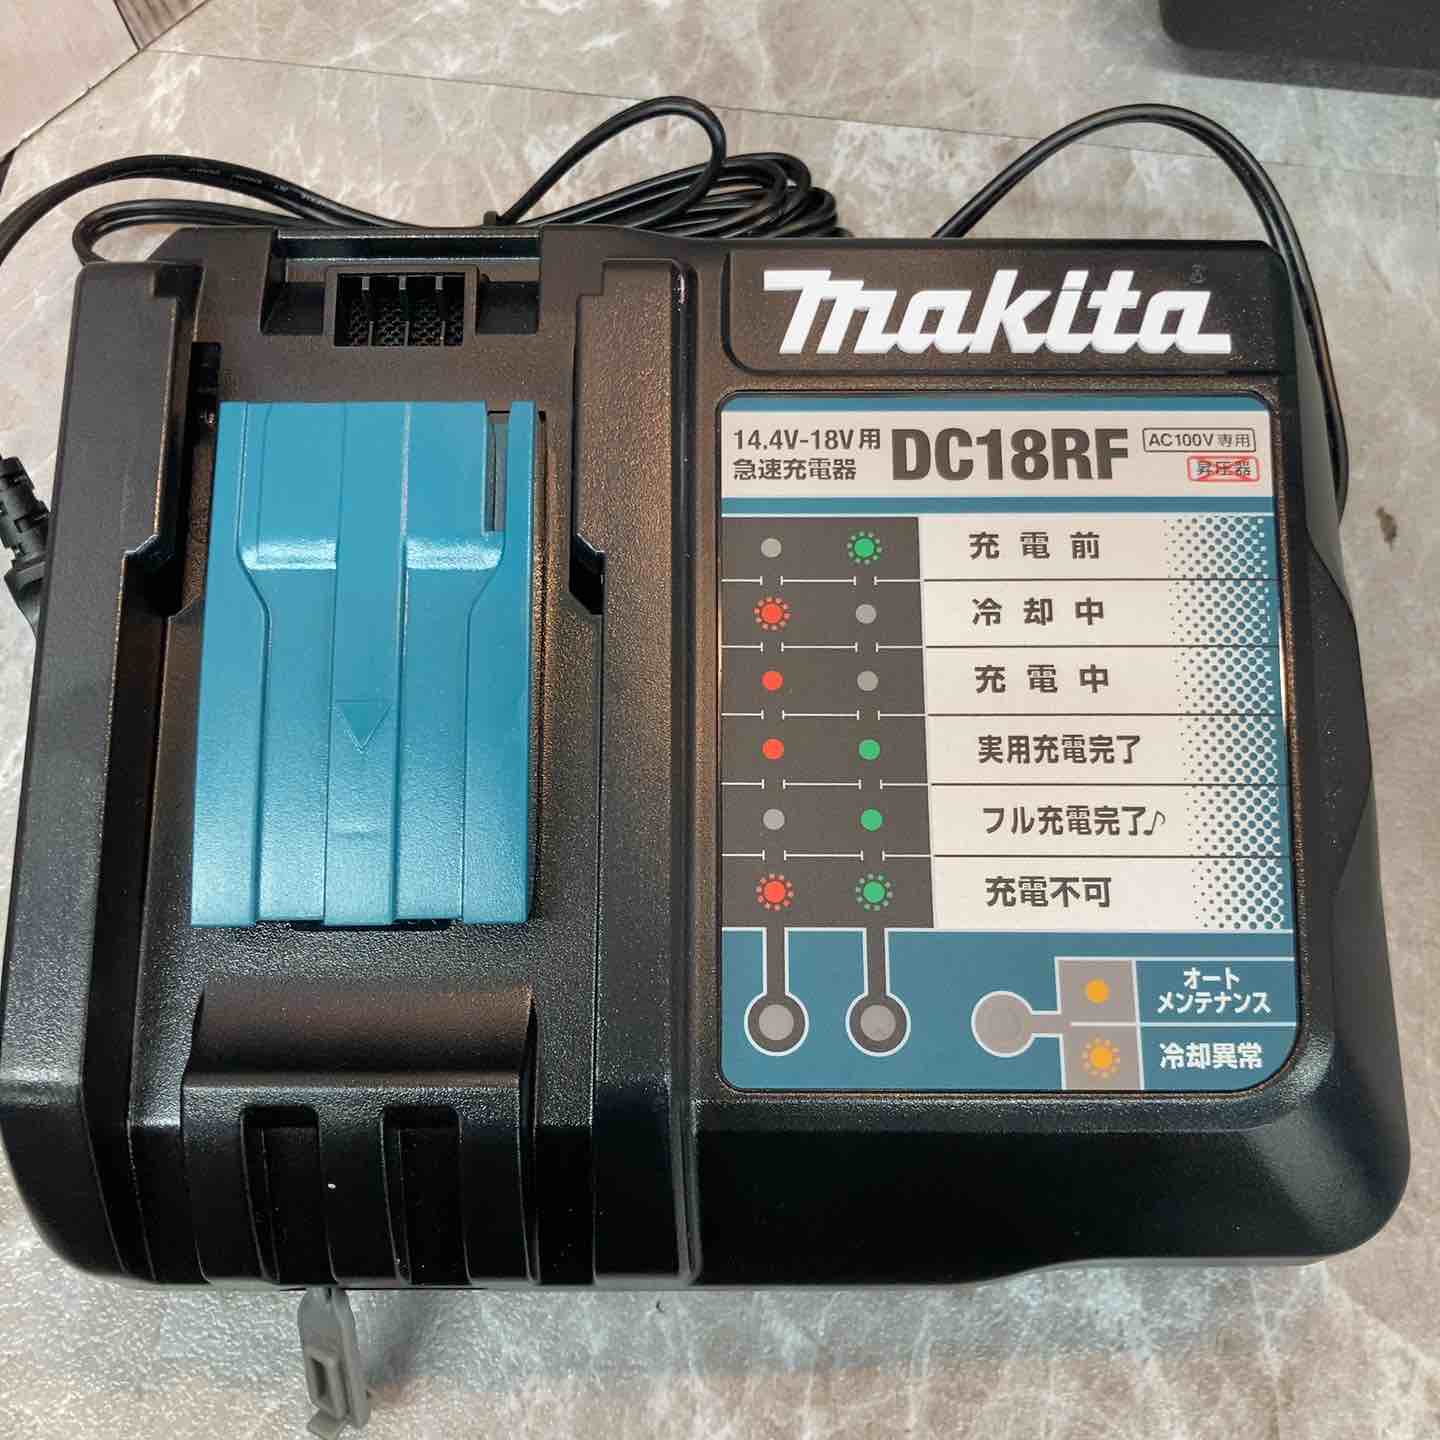 makita
14.4V-18V用
急速充電器
DC18RF
AC100V専用
昇圧器
充電前
冷却中
充電中
実用充電完了
フル充電完了♪
充電不可
オート
メンテナンス
冷却異常